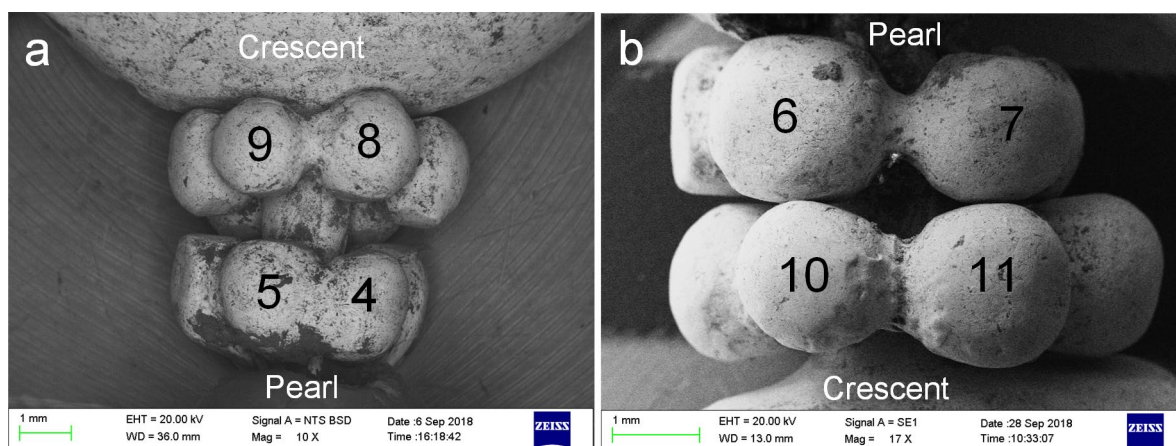 a
Crescent
9 8
5 4
Pearl
1 mm EHT = 20.00 kV Signal A = NTS BSD Date :6 Sep 2018 ZEISS
WD = 36.0 mm Mag = 10 X Time :16:18:42
b
Pearl
6 7
10 11
Crescent
1 mm EHT = 20.00 kV Signal A = SE1 Date :28 Sep 2018 ZEISS
WD = 13.0 mm Mag = 17 X Time :10:33:07